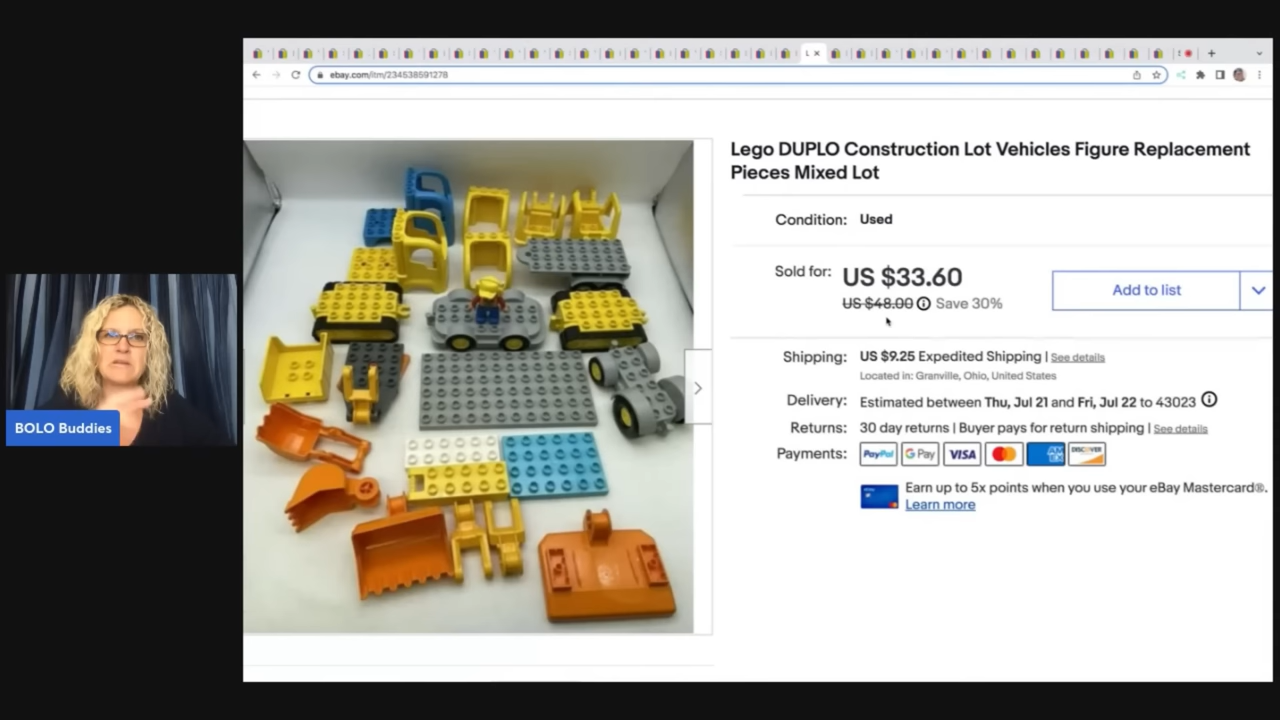 ebay.com/itm/234538591278
Lego DUPLO Construction Lot Vehicles Figure Replacement
Pieces Mixed Lot
Condition: Used
Sold for: US $33.60
US $48.00 Save 30%
Add to list
Shipping: US $9.25 Expedited Shipping | See details
Located in: Granville, Ohio, United States
Delivery: Estimated between Thu, Jul 21 and Fri, Jul 22 to 43023
Returns: 30 day returns | Buyer pays for return shipping | See details
Payments: PayPal G Pay VISA mastercard AM EX DISCOVER
Earn up to 5x points when you use your eBay Mastercard®.
Learn more
BOLO Buddies